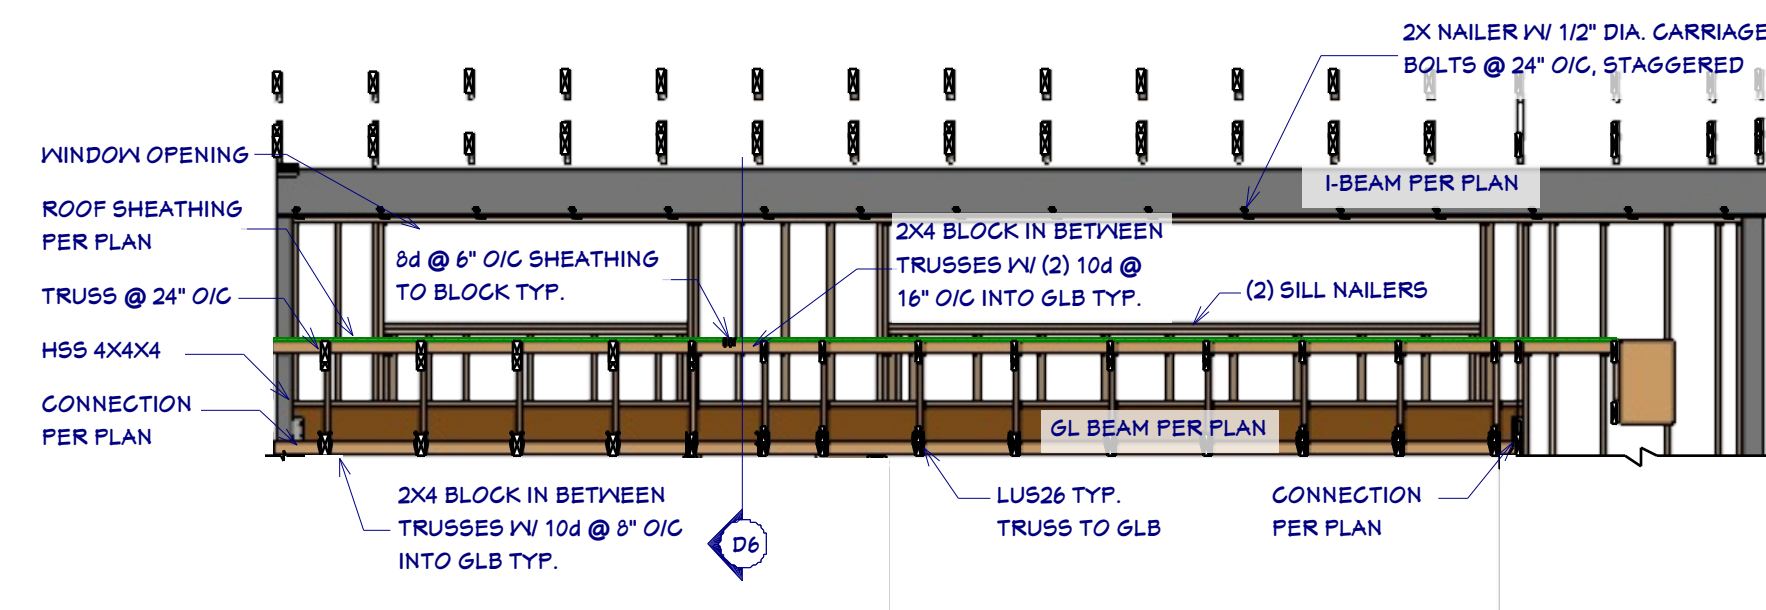 2X NAILER W/ 1/2" DIA. CARRIAGE
BOLTS @ 24" O/C, STAGGERED
WINDOW OPENING
I-BEAM PER PLAN
ROOF SHEATHING
PER PLAN
8d @ 6" O/C SHEATHING
TO BLOCK TYP.
2X4 BLOCK IN BETWEEN
TRUSSES W/ (2) 10d @
16" O/C INTO GLB TYP.
(2) SILL NAILERS
TRUSS @ 24" O/C
HSS 4X4X4
CONNECTION
PER PLAN
GL BEAM PER PLAN
2X4 BLOCK IN BETWEEN
TRUSSES W/ 10d @ 8" O/C
INTO GLB TYP.
D6
LUS26 TYP.
TRUSS TO GLB
CONNECTION
PER PLAN